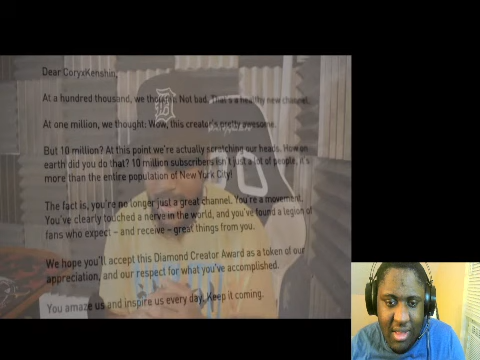 Dear CoryxKenshin,
At a hundred thousand, we thought: Not bad. That's a healthy new channel.
At one million, we thought: Wow, this creator's pretty awesome.
But 10 million? At this point we're actually scratching our heads. How on
earth did you do that? 10 million subscribers isn't just a lot of people, it's
more than the entire population of New York City!
The fact is, you're no longer just a great channel. You're a movement.
You've clearly touched a nerve in the world, and you've found a legion of
fans who expect – and receive – great things from you.
We hope you'll accept this Diamond Creator Award as a token of our
appreciation, and our respect for what you've accomplished.
You amaze us and inspire us every day. Keep it coming.